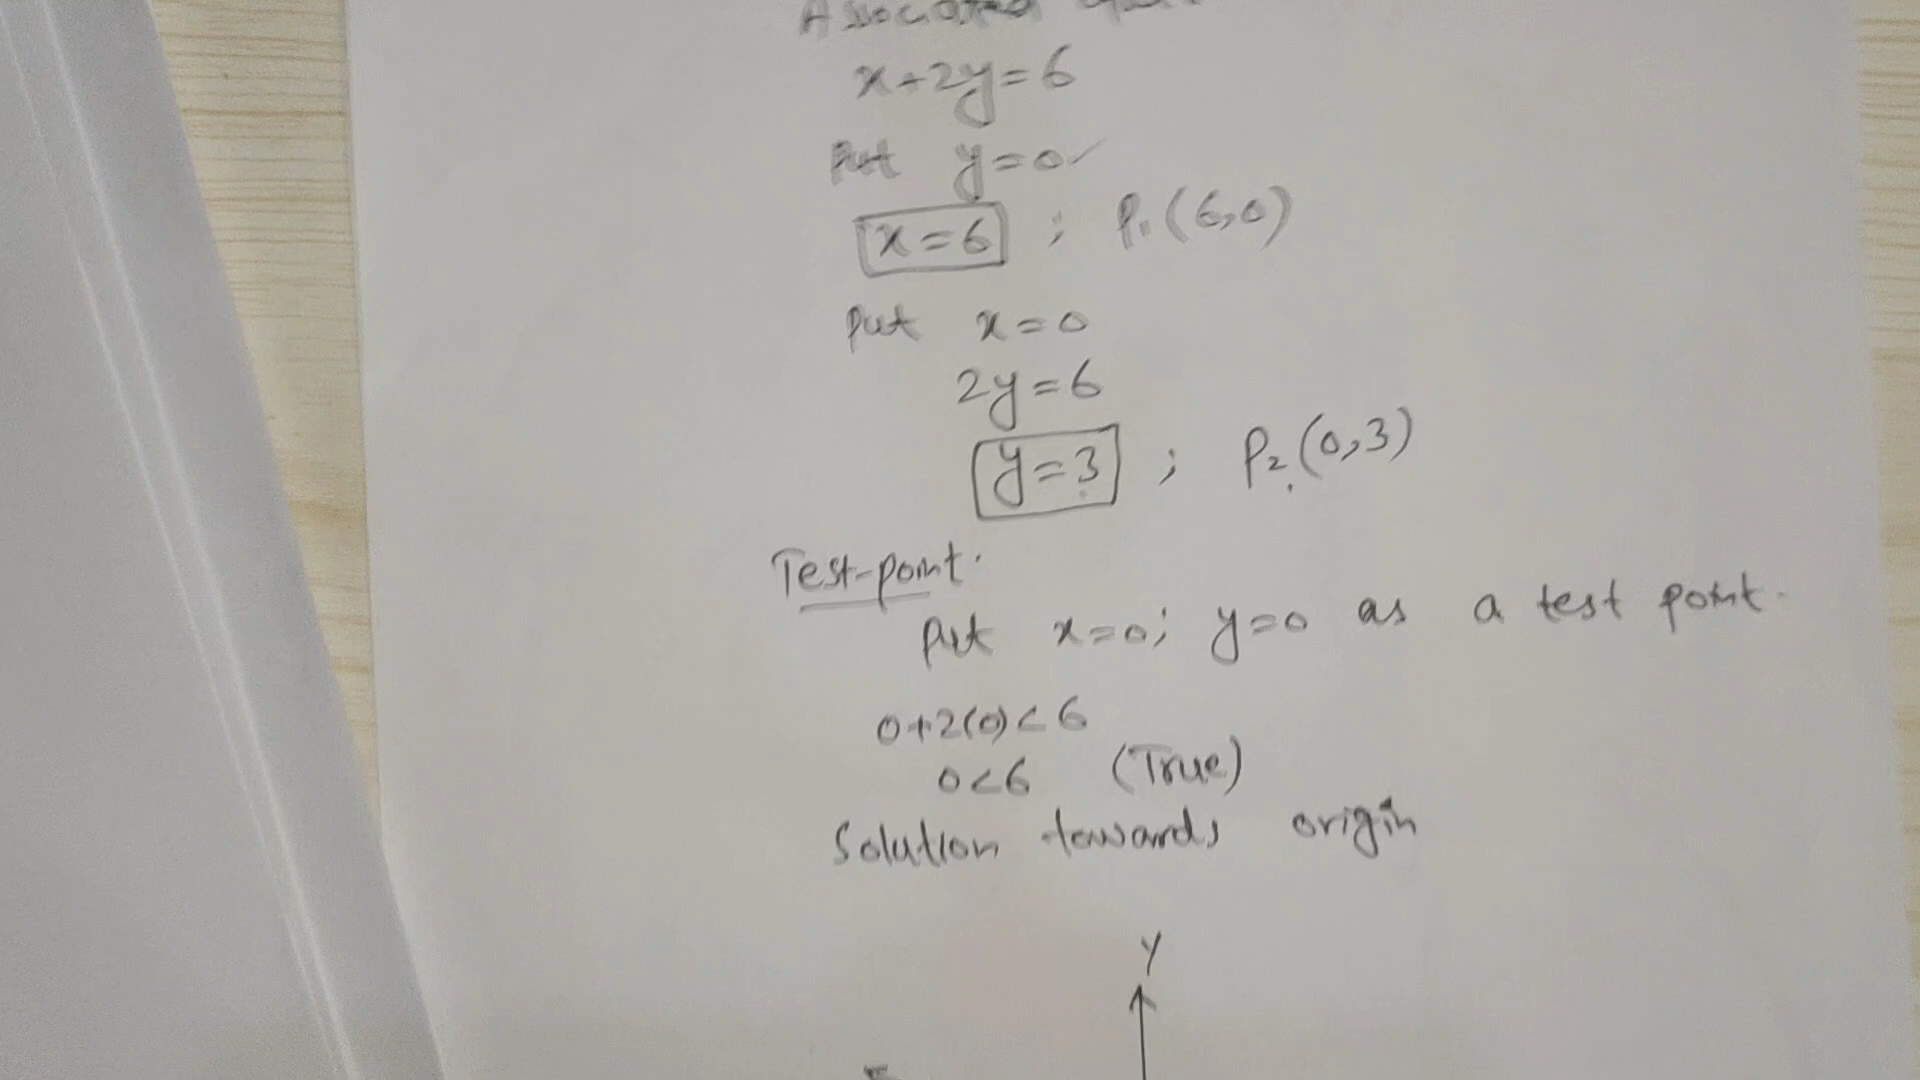 Associated
x+2y=6
Put y=0
x=6 ; P₁(6,0)
Put x=0
2y=6
y=3 ; P₂(0,3)
Test-point.
Put x=0; y=0 as a test point.
0+2(0)<6
0<6 (True)
Solution towards origin
Y